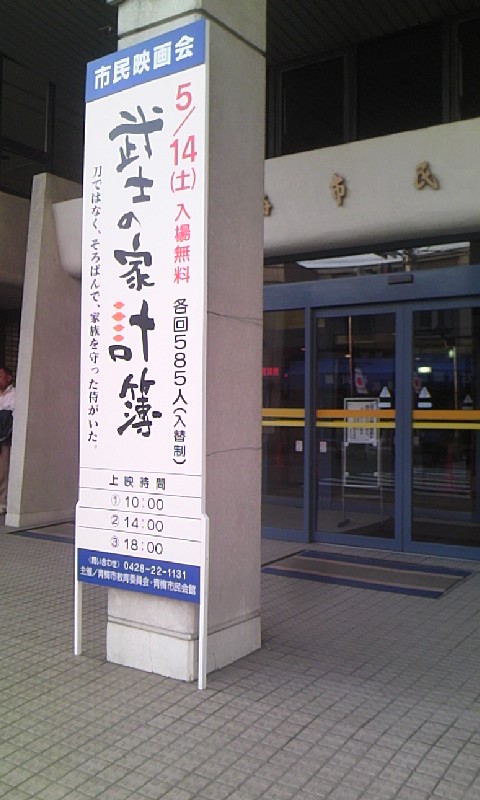 市民映画会
5/14(土)入場無料
各回585人(入替制)
武士の家計簿
刀ではなく、そろばんで、家族を守った侍がいた。
上映時間
①10:00
②14:00
③18:00
(問い合わせ) 0428-22-1131
主催/青梅市教育委員会・青梅市民会館
市民